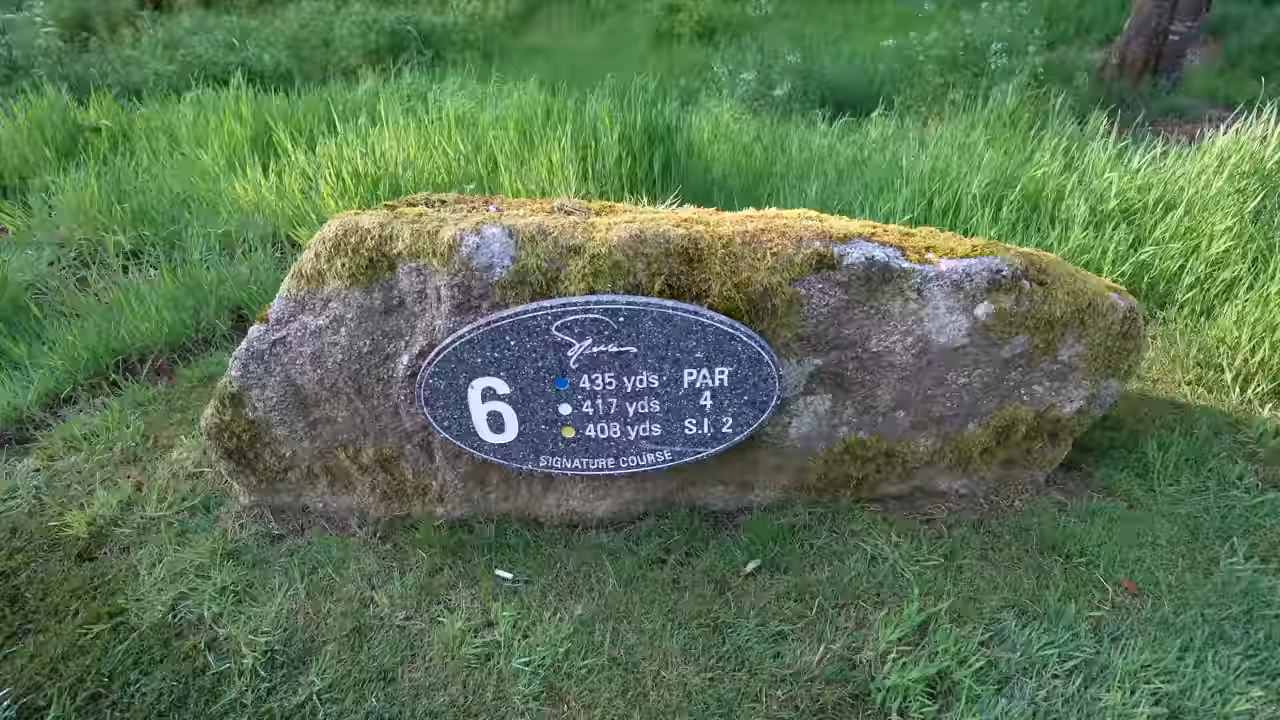 6
435 yds PAR
417 yds 4
408 yds S.I. 2
SIGNATURE COURSE